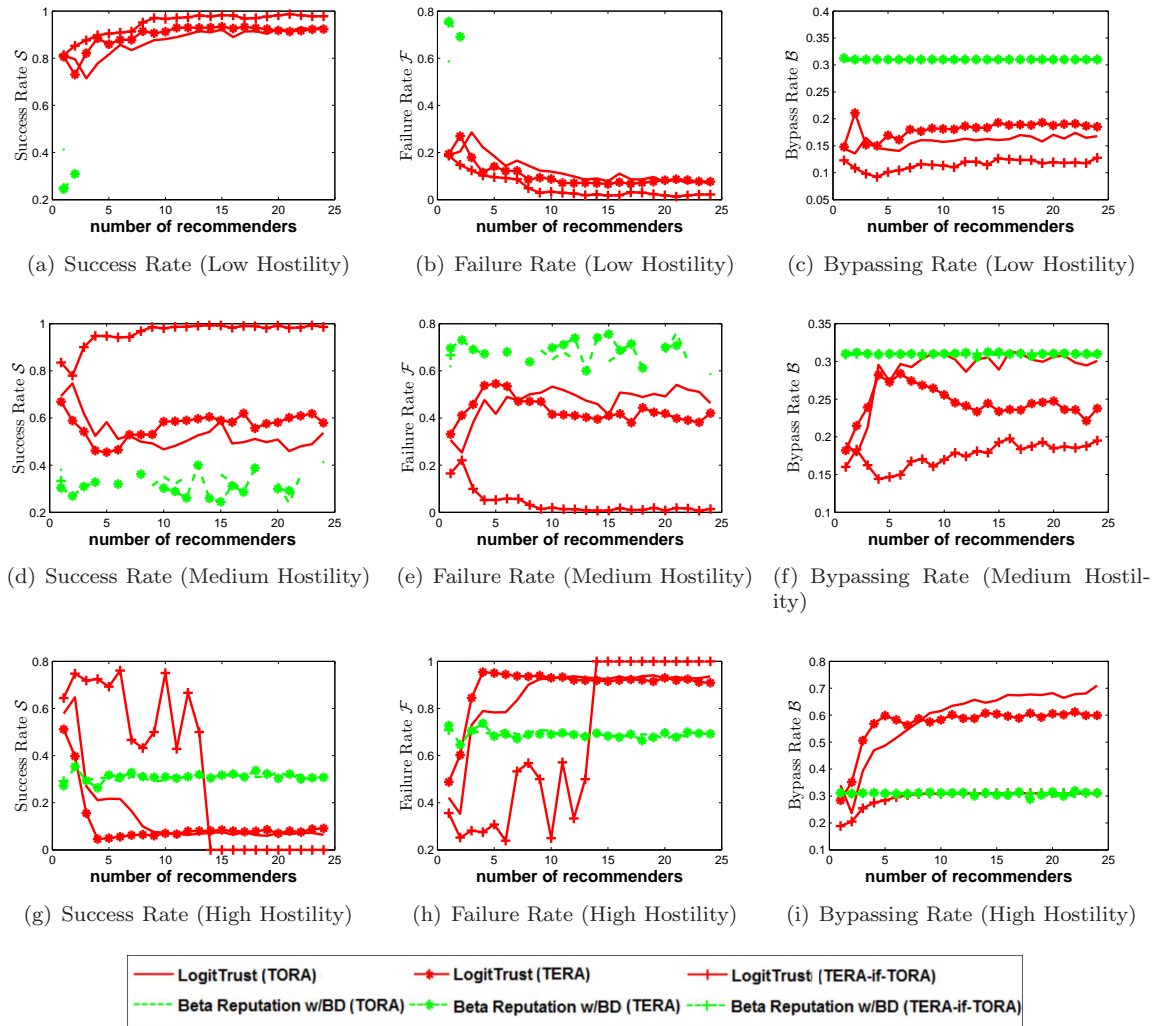 1
0.8
0.6
0.4
0.2
0 5 10 15 20 25
Success Rate S
number of recommenders
(a) Success Rate (Low Hostility)
0.8
0.6
0.4
0.2
0
0 5 10 15 20 25
Failure Rate F
number of recommenders
(b) Failure Rate (Low Hostility)
0.4
0.35
0.3
0.25
0.2
0.15
0.1
0.05
0 5 10 15 20 25
Bypass Rate B
number of recommenders
(c) Bypassing Rate (Low Hostility)
1
0.8
0.6
0.4
0.2
0 5 10 15 20 25
Success Rate S
number of recommenders
(d) Success Rate (Medium Hostility)
0.8
0.6
0.4
0.2
0
0 5 10 15 20 25
Failure Rate F
number of recommenders
(e) Failure Rate (Medium Hostility)
0.35
0.3
0.25
0.2
0.15
0.1
0 5 10 15 20 25
Bypass Rate B
number of recommenders
(f) Bypassing Rate (Medium Hostil-
ity)
0.8
0.6
0.4
0.2
0
0 5 10 15 20 25
Success Rate S
number of recommenders
(g) Success Rate (High Hostility)
1
0.8
0.6
0.4
0.2
0 5 10 15 20 25
Failure Rate F
number of recommenders
(h) Failure Rate (High Hostility)
0.8
0.7
0.6
0.5
0.4
0.3
0.2
0.1
0 5 10 15 20 25
Bypass Rate B
number of recommenders
(i) Bypassing Rate (High Hostility)
LogitTrust (TORA) LogitTrust (TERA) LogitTrust (TERA-if-TORA)
Beta Reputation w/BD (TORA) Beta Reputation w/BD (TERA) Beta Reputation w/BD (TERA-if-TORA)